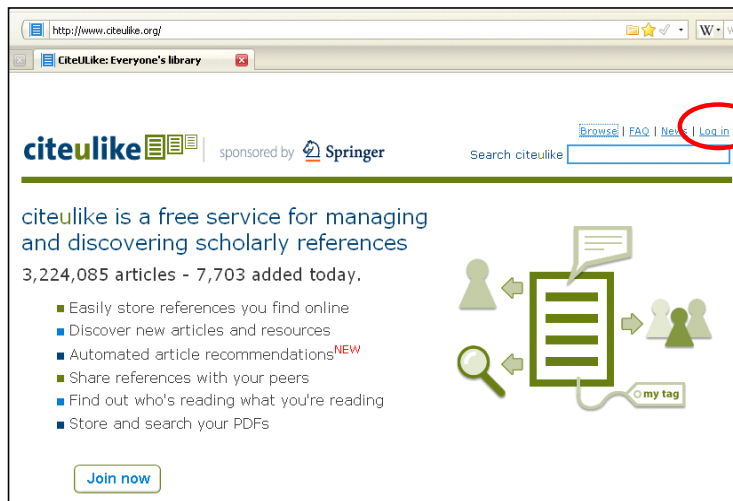 http://www.citeulike.org/
W
CiteULike: Everyone's library
Browse | FAQ | News | Log in
citeulike | sponsored by Springer
Search citeulike
citeulike is a free service for managing
and discovering scholarly references
3,224,085 articles - 7,703 added today.
Easily store references you find online
Discover new articles and resources
Automated article recommendations NEW
Share references with your peers
Find out who's reading what you're reading
Store and search your PDFs
my tag
Join now